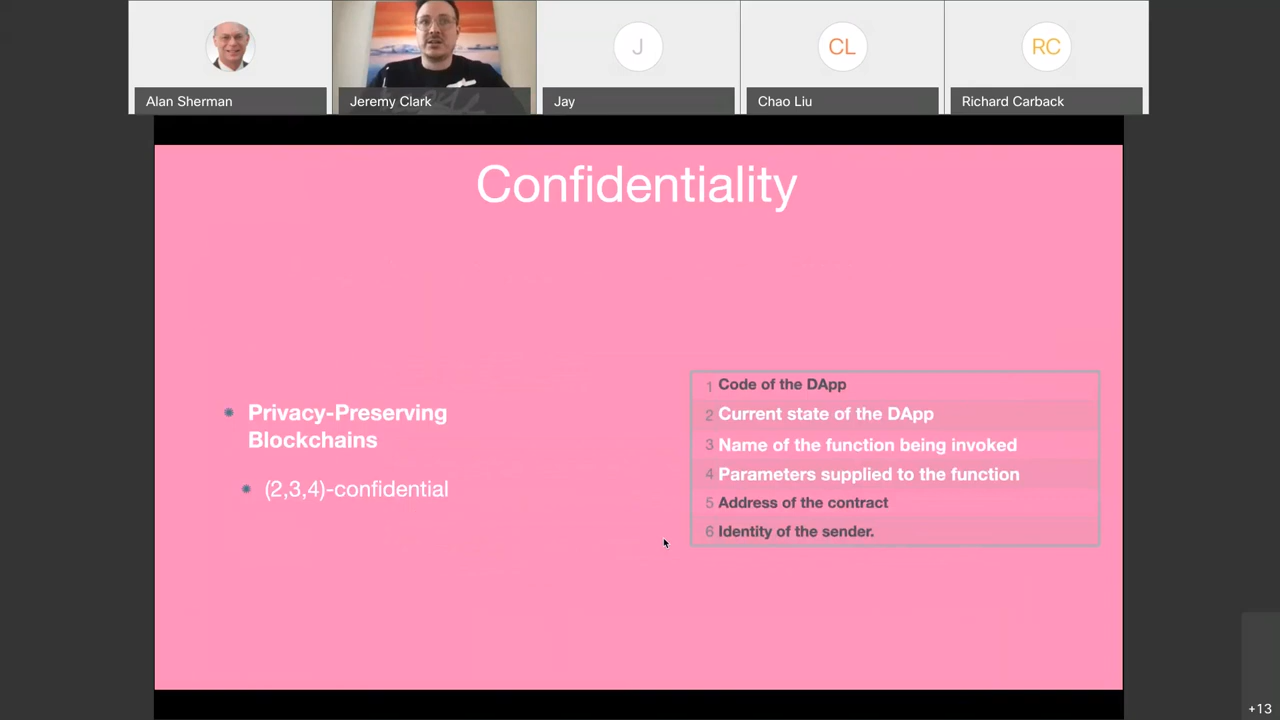 J
CL
RC
Alan Sherman
Jeremy Clark
Jay
Chao Liu
Richard Carback
Confidentiality
Privacy-Preserving
Blockchains
(2,3,4)-confidential
1 Code of the DApp
2 Current state of the DApp
3 Name of the function being invoked
4 Parameters supplied to the function
5 Address of the contract
6 Identity of the sender.
+13